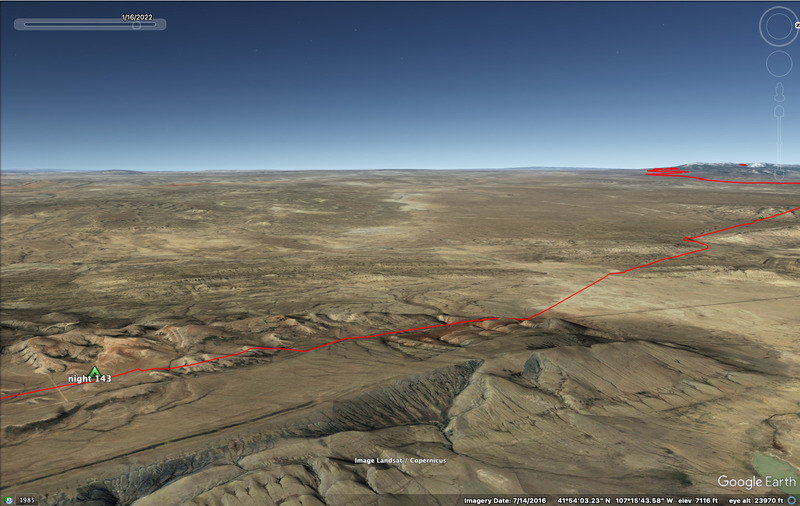 1/16/2022
night 143
Image Landsat / Copernicus
Google Earth
1985
Imagery Date: 7/14/2016 41°54'03.23" N 107°15'43.58" W elev 7116 ft eye alt 23970 ft